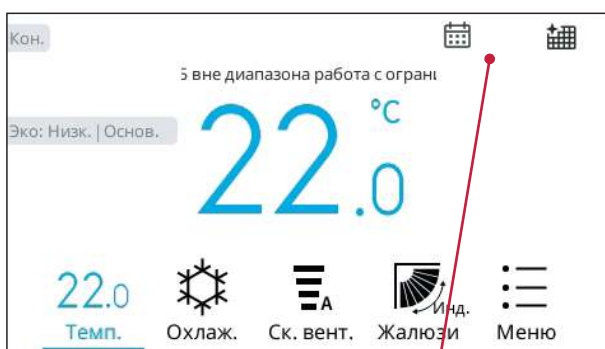 Кон.
5 вне диапазона работа с ограни
Эко: Низк. | Основ.
22.0 °C
22.0
A
Инд.
Темп. Охлаж. Ск. вент. Жалюзи Меню